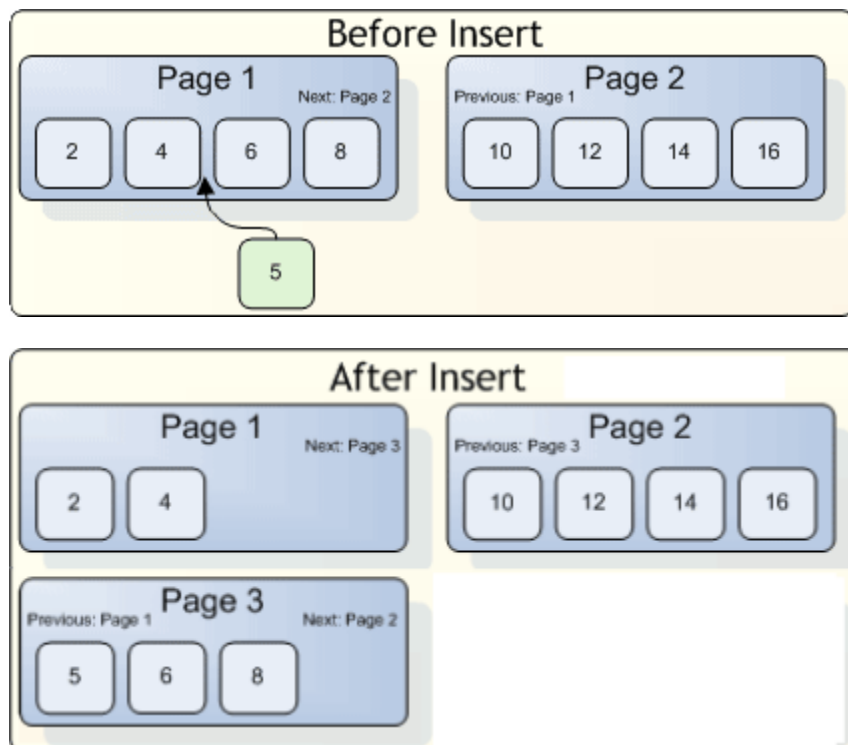 Before Insert
Page 1
Next: Page 2
2 4 6 8
Page 2
Previous: Page 1
10 12 14 16
5
After Insert
Page 1
Next: Page 3
2 4
Page 2
Previous: Page 3
10 12 14 16
Page 3
Previous: Page 1
Next: Page 2
5 6 8